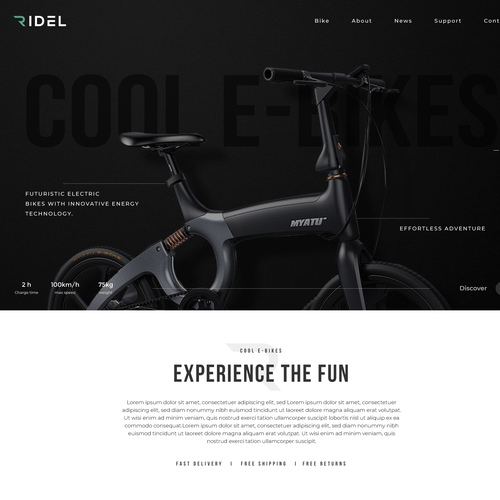 RIDEL
Bike About News Support Cont
COOL E-BIKES
FUTURISTIC ELECTRIC
BIKES WITH INNOVATIVE ENERGY
TECHNOLOGY.
MYATU
EFFORTLESS ADVENTURE
2 h 100km/h 75kg
Charge time max speed weight
Discover
COOL E-BIKES
EXPERIENCE THE FUN
Lorem ipsum dolor sit amet, consectetuer adipiscing elit, sed Lorem ipsum dolor sit amet, consectetuer
adipiscing elit, sed diam nonummy nibh euismod tincidunt ut laoreet dolore magna aliquam erat volutpat.
Ut wisi enim ad minim veniam, quis nostrud exerci tation ullamcorper suscipit lobortis nisl ut aliquip ex ea
commodo consequat.Lorem ipsum dolor sit amet, consectetuer adipiscing elit, sed diam nonummy nibh
euismod tincidunt ut laoreet dolore magna aliquam erat volutpat. Ut wisi enim ad minim veniam, quis
nostrud exerci tation ullamcorper suscipit.
FAST DELIVERY I FREE SHIPPING I FREE RETURNS